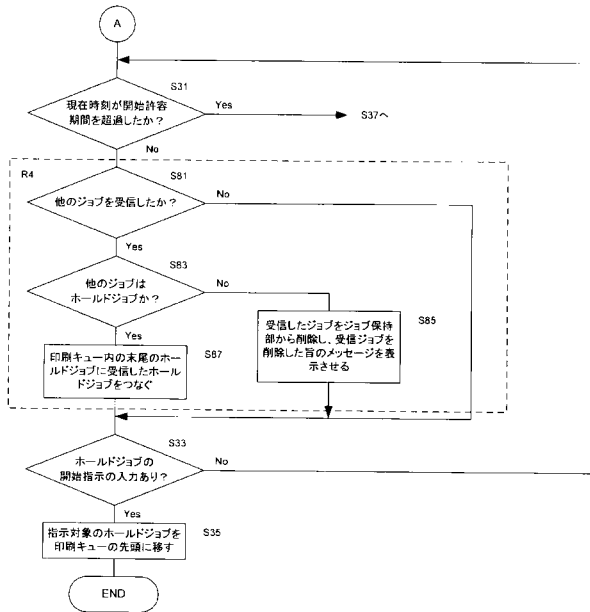 A
S31
現在時刻が開始許容
期間を超過したか？
Yes
S37へ
No
R4
S81
他のジョブを受信したか？
No
Yes
S83
他のジョブは
ホールドジョブか？
No
S85
受信したジョブをジョブ保持
部から削除し、受信ジョブを
削除した旨のメッセージを表
示させる
Yes
S87
印刷キュー内の末尾のホー
ルドジョブに受信したホール
ドジョブをつなぐ
S33
ホールドジョブの
開始指示の入力あり？
No
Yes
S35
指示対象のホールドジョブを
印刷キューの先頭に移す
END